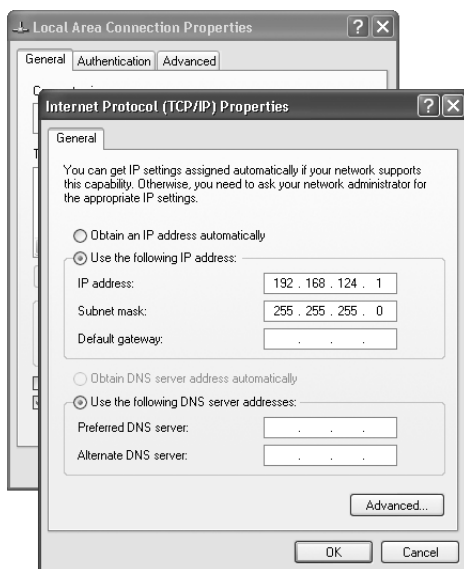 Local Area Connection Properties
General Authentication Advanced
Internet Protocol (TCP/IP) Properties
General
You can get IP settings assigned automatically if your network supports
this capability. Otherwise, you need to ask your network administrator for
the appropriate IP settings.
Obtain an IP address automatically
Use the following IP address:
IP address: 192 . 168 . 124 . 1
Subnet mask: 255 . 255 . 255 . 0
Default gateway: . . .
Obtain DNS server address automatically
Use the following DNS server addresses:
Preferred DNS server: . . .
Alternate DNS server: . . .
Advanced...
OK Cancel